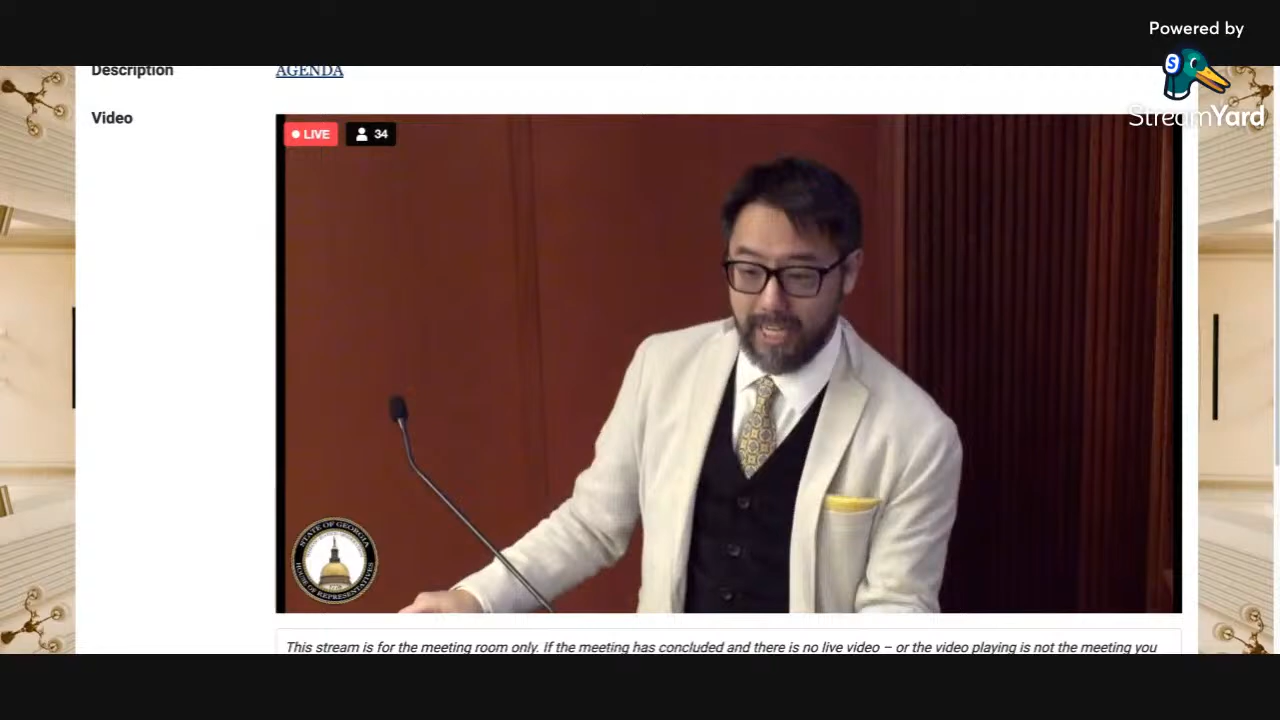 Powered by
StreamYard
Description
AGENDA
Video
LIVE
34
STATE OF GEORGIA
HOUSE OF REPRESENTATIVES
This stream is for the meeting room only. If the meeting has concluded and there is no live video – or the video playing is not the meeting you